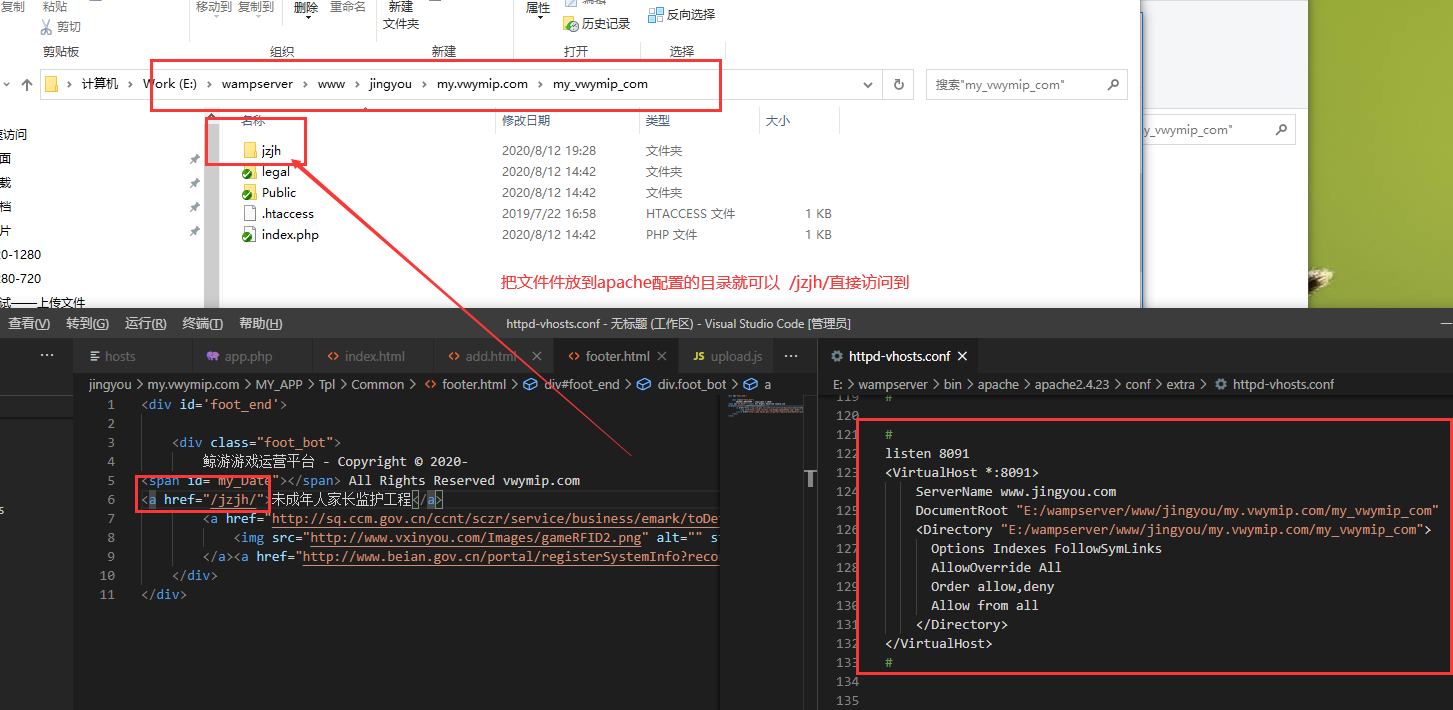 复制
粘贴
剪切
剪贴板
移动到 复制到 删除 重命名
组织
新建
文件夹
新建
属性
编辑
历史记录
打开
反向选择
选择
计算机 Work (E:) wampserver www jingyou my.vwymip.com my_vwymip_com
搜索"my_vwymip_com"
y_vwymip_com"
名称 修改日期 类型 大小
jzjh 2020/8/12 19:28 文件夹
legal 2020/8/12 14:42 文件夹
Public 2020/8/12 14:42 文件夹
.htaccess 2019/7/22 16:58 HTACCESS 文件 1 KB
index.php 2020/8/12 14:42 PHP 文件 1 KB
访问
面
载
档
片
0-1280
80-720
试——上传文件
把文件件放到apache配置的目录就可以 /jzjh/直接访问到
查看(V) 转到(G) 运行(R) 终端(T) 帮助(H)
httpd-vhosts.conf - 无标题 (工作区) - Visual Studio Code [管理员]
hosts app.php index.html add.html footer.html upload.js
jingyou > my.vwymip.com > MY_APP > Tpl > Common > footer.html > div#foot_end > div.foot_bot > a
1 <div id='foot_end'>
2
3 <div class="foot_bot">
4 鲸游游戏运营平台 - Copyright © 2020-
5 <span id="my_Date"></span> All Rights Reserved vwymip.com
6 <a href="/jzjh/">未成年人家长监护工程</a>
7 <a href="http://sq.ccm.gov.cn/ccnt/sczr/service/business/emark/toDe
8 <img src="http://www.vxinyou.com/Images/gameRFID2.png" alt="" st
9 </a><a href="http://www.beian.gov.cn/portal/registerSystemInfo?reco
10 </div>
11 </div>
httpd-vhosts.conf
E: > wampserver > bin > apache > apache2.4.23 > conf > extra > httpd-vhosts.conf
119 #
120
121 #
122 listen 8091
123 <VirtualHost *:8091>
124 ServerName www.jingyou.com
125 DocumentRoot "E:/wampserver/www/jingyou/my.vwymip.com/my_vwymip_com"
126 <Directory "E:/wampserver/www/jingyou/my.vwymip.com/my_vwymip_com">
127 Options Indexes FollowSymLinks
128 AllowOverride All
129 Order allow,deny
130 Allow from all
131 </Directory>
132 </VirtualHost>
133 #
134
135